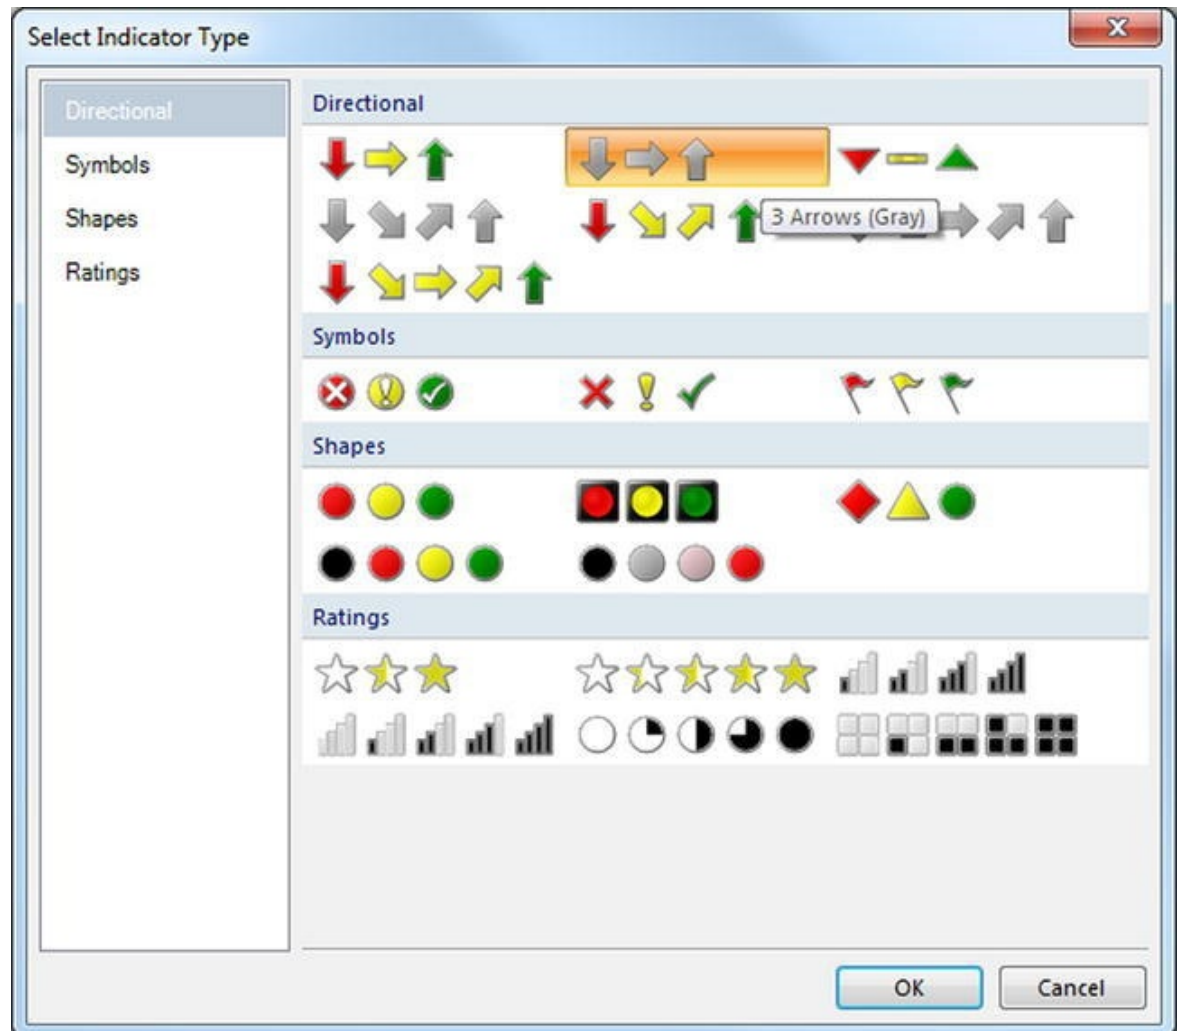 Select Indicator Type
Directional
Symbols
Shapes
Ratings
Directional
3 Arrows (Gray)
Symbols
Shapes
Ratings
OK
Cancel